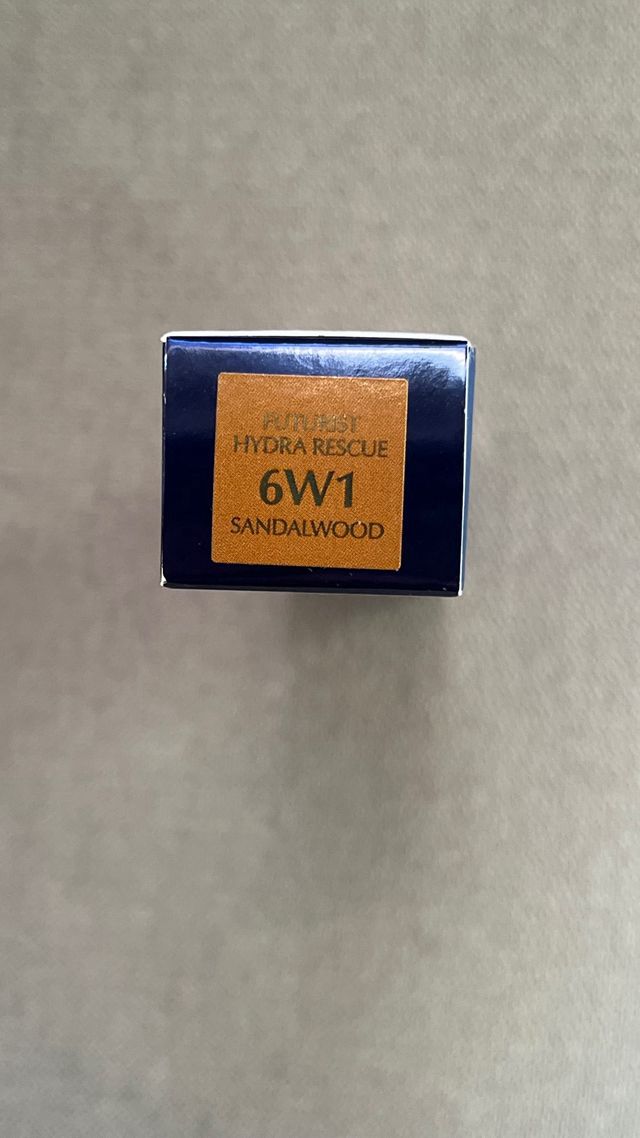 FUTURIST
HYDRA RESCUE
6W1
SANDALWOOD